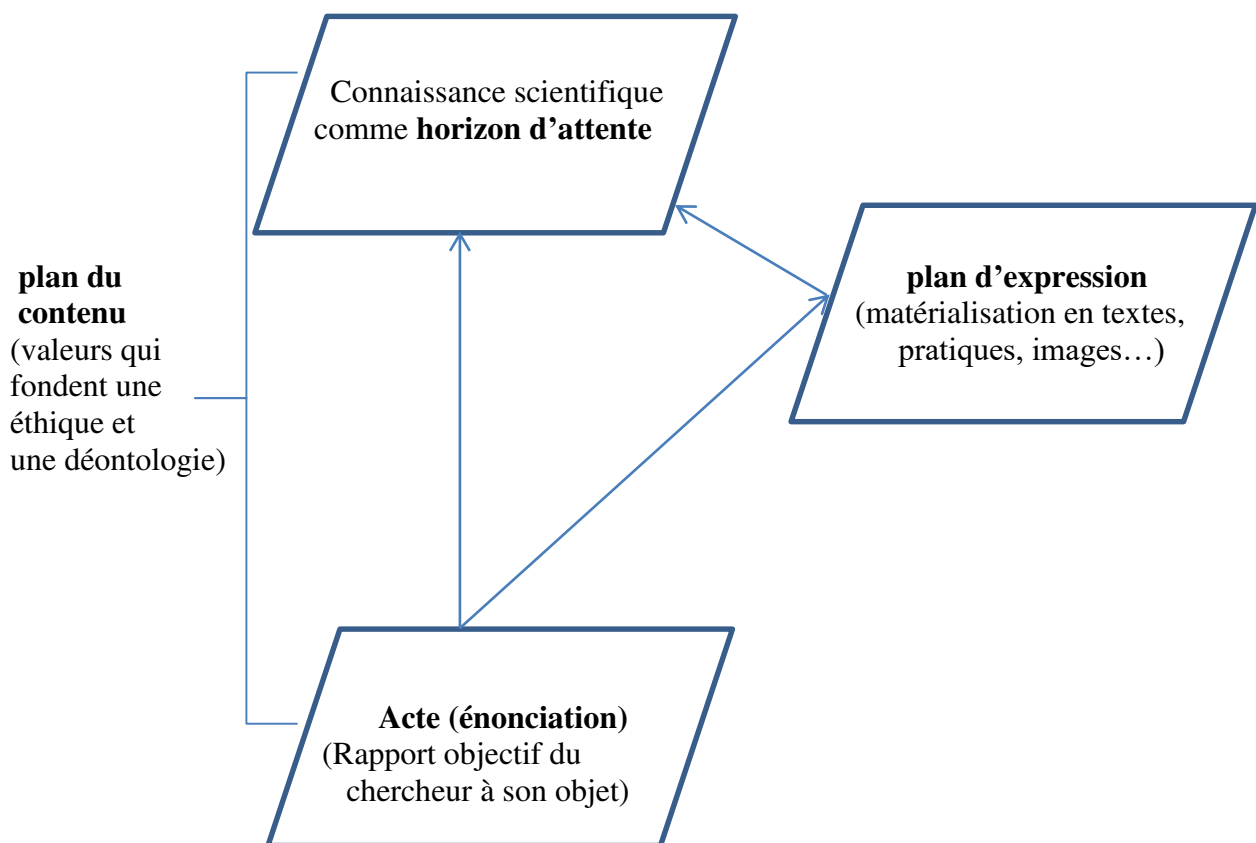 Connaissance scientifique
comme horizon d’attente
plan du
contenu
(valeurs qui
fondent une
éthique et
une déontologie)
plan d’expression
(matérialisation en textes,
pratiques, images…)
Acte (énonciation)
(Rapport objectif du
chercheur à son objet)